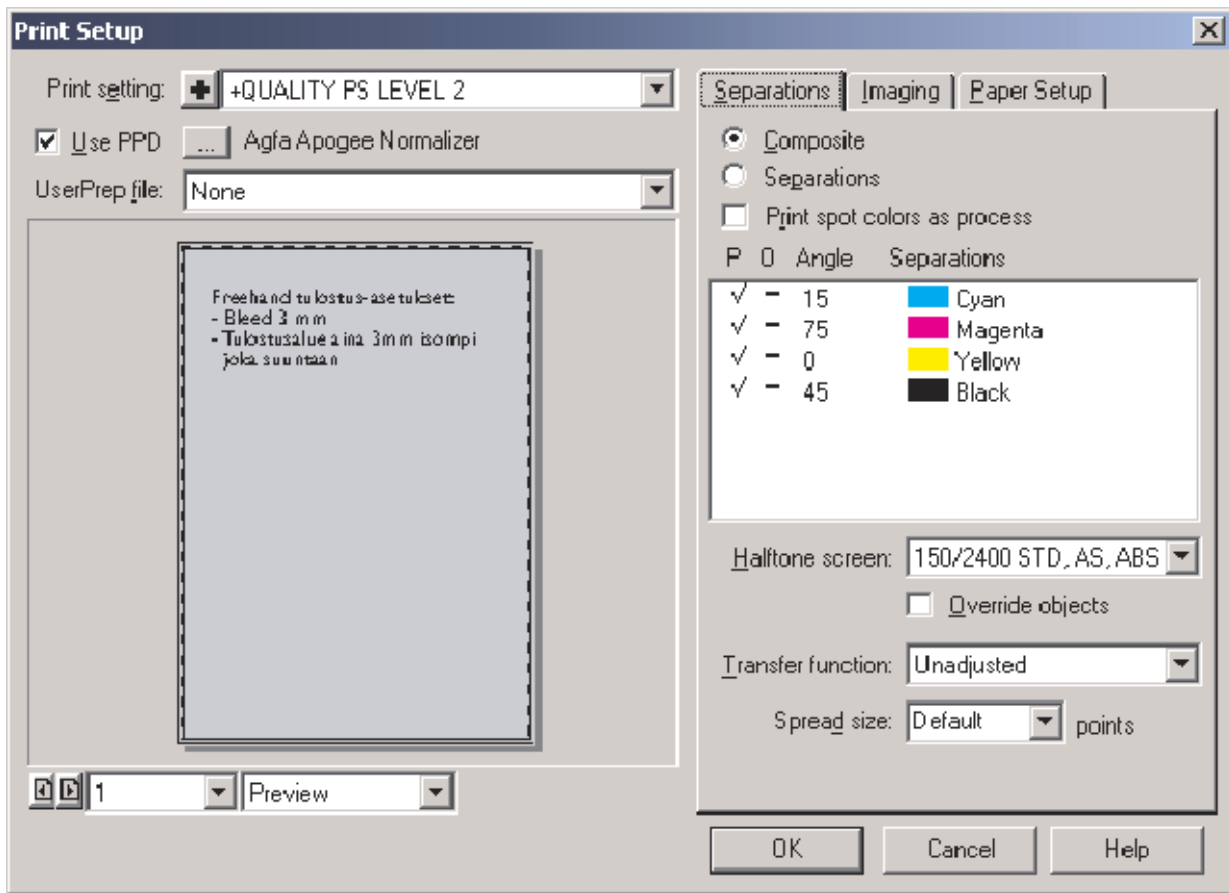 Print Setup
Print setting: +QUALITY PS LEVEL 2
Use PPD ... Agfa Apogee Normalizer
UserPrep file: None
Freehand tulostus-asetukset:
- Bleed 3 mm
- Tulostusalue aina 3mm isompi
joka suuntaan
1 Preview
Separations Imaging Paper Setup
Composite
Separations
Print spot colors as process
P O Angle Separations
√ - 15 Cyan
√ - 75 Magenta
√ - 0 Yellow
√ - 45 Black
Halftone screen: 150/2400 STD, AS, ABS
Override objects
Transfer function: Unadjusted
Spread size: Default points
OK Cancel Help